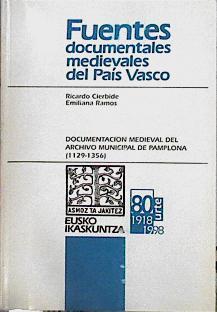 Fuentes
documentales
medievales
del País Vasco
Ricardo Cierbide
Emiliana Ramos
DOCUMENTACION MEDIEVAL DEL
ARCHIVO MUNICIPAL DE PAMPLONA
(1129-1356)
ASMOZ TA JAKITEZ
EUSKO
IKASKUNTZA
80 urte
1918
1998